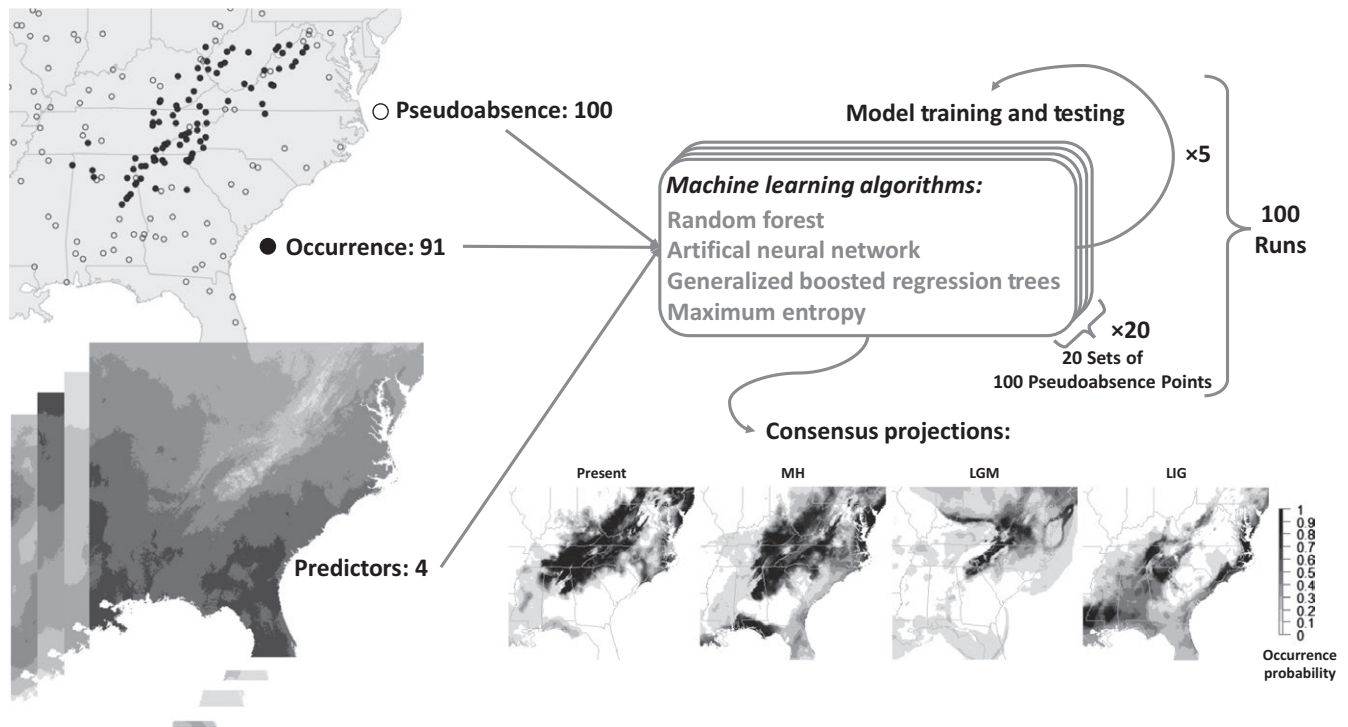 Pseudoabsence: 100
Occurrence: 91
Predictors: 4
Model training and testing
×5
Machine learning algorithms:
Random forest
Artifical neural network
Generalized boosted regression trees
Maximum entropy
×20
20 Sets of
100 Pseudoabsence Points
100
Runs
Consensus projections:
Present
MH
LGM
LIG
1
0.9
0.8
0.7
0.6
0.5
0.4
0.3
0.2
0.1
0
Occurrence
probability